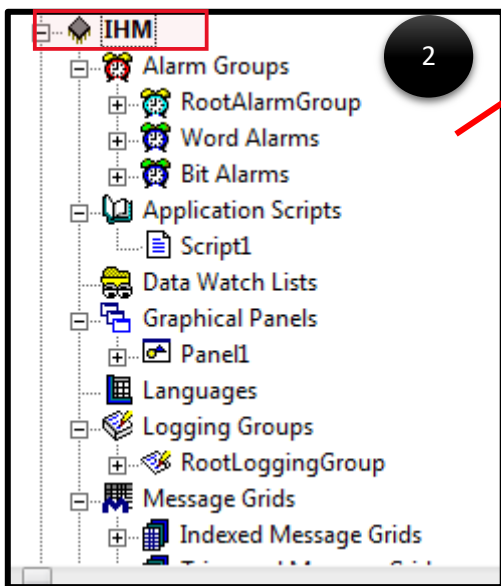 IHM
2
Alarm Groups
RootAlarmGroup
Word Alarms
Bit Alarms
Application Scripts
Script1
Data Watch Lists
Graphical Panels
Panel1
Languages
Logging Groups
RootLoggingGroup
Message Grids
Indexed Message Grids